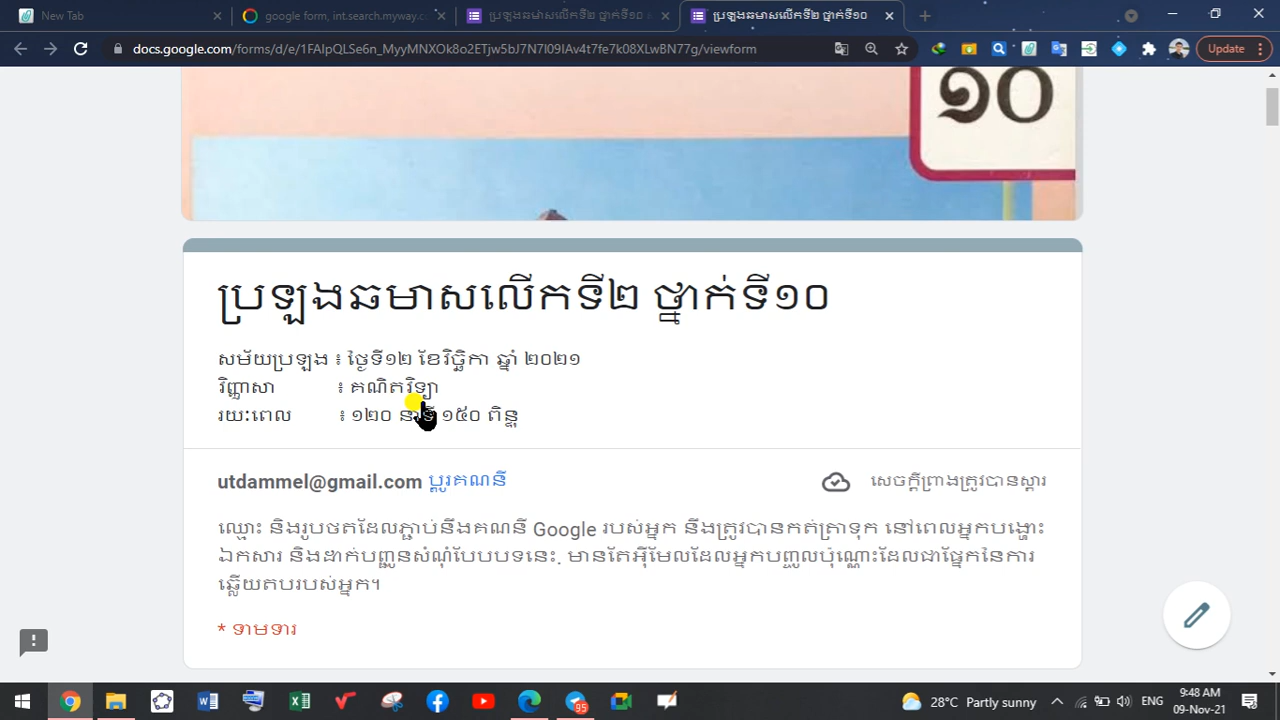 New Tab
google form, int.search.myway.c
ប្រឡងឆមាសលើកទី២ ថ្នាក់ទី១០
ប្រឡងឆមាសលើកទី២ ថ្នាក់ទី១០
docs.google.com/forms/d/e/1FAIpQLSe6n_MyyMNXOk8o2ETjw5bJ7N7l09IAv4t7fe7k08XLwBN77g/viewform
Update
១០
ប្រឡងឆមាសលើកទី២ ថ្នាក់ទី១០
សម័យប្រឡង ៖ ថ្ងៃទី១២ ខែវិច្ឆិកា ឆ្នាំ ២០២១
វិញ្ញាសា ៖ គណិតវិទ្យា
រយៈពេល ៖ ១២០ នាទី ១៥០ ពិន្ទុ
utdammel@gmail.com ប្ដូរគណនី
សេចក្ដីព្រាងត្រូវបានស្ដារ
ឈ្មោះ និងរូបថតដែលភ្ជាប់នឹងគណនី Google របស់អ្នក នឹងត្រូវបានកត់ត្រាទុក នៅពេលអ្នកបង្ហោះ
ឯកសារ និងដាក់បញ្ជូនសំណុំបែបបទនេះ. មានតែអ៊ីមែលដែលអ្នកបញ្ចូលប៉ុណ្ណោះដែលជាផ្នែកនៃការ
ឆ្លើយតបរបស់អ្នក។
* ទាមទារ
95
28°C Partly sunny
ENG
9:48 AM
09-Nov-21